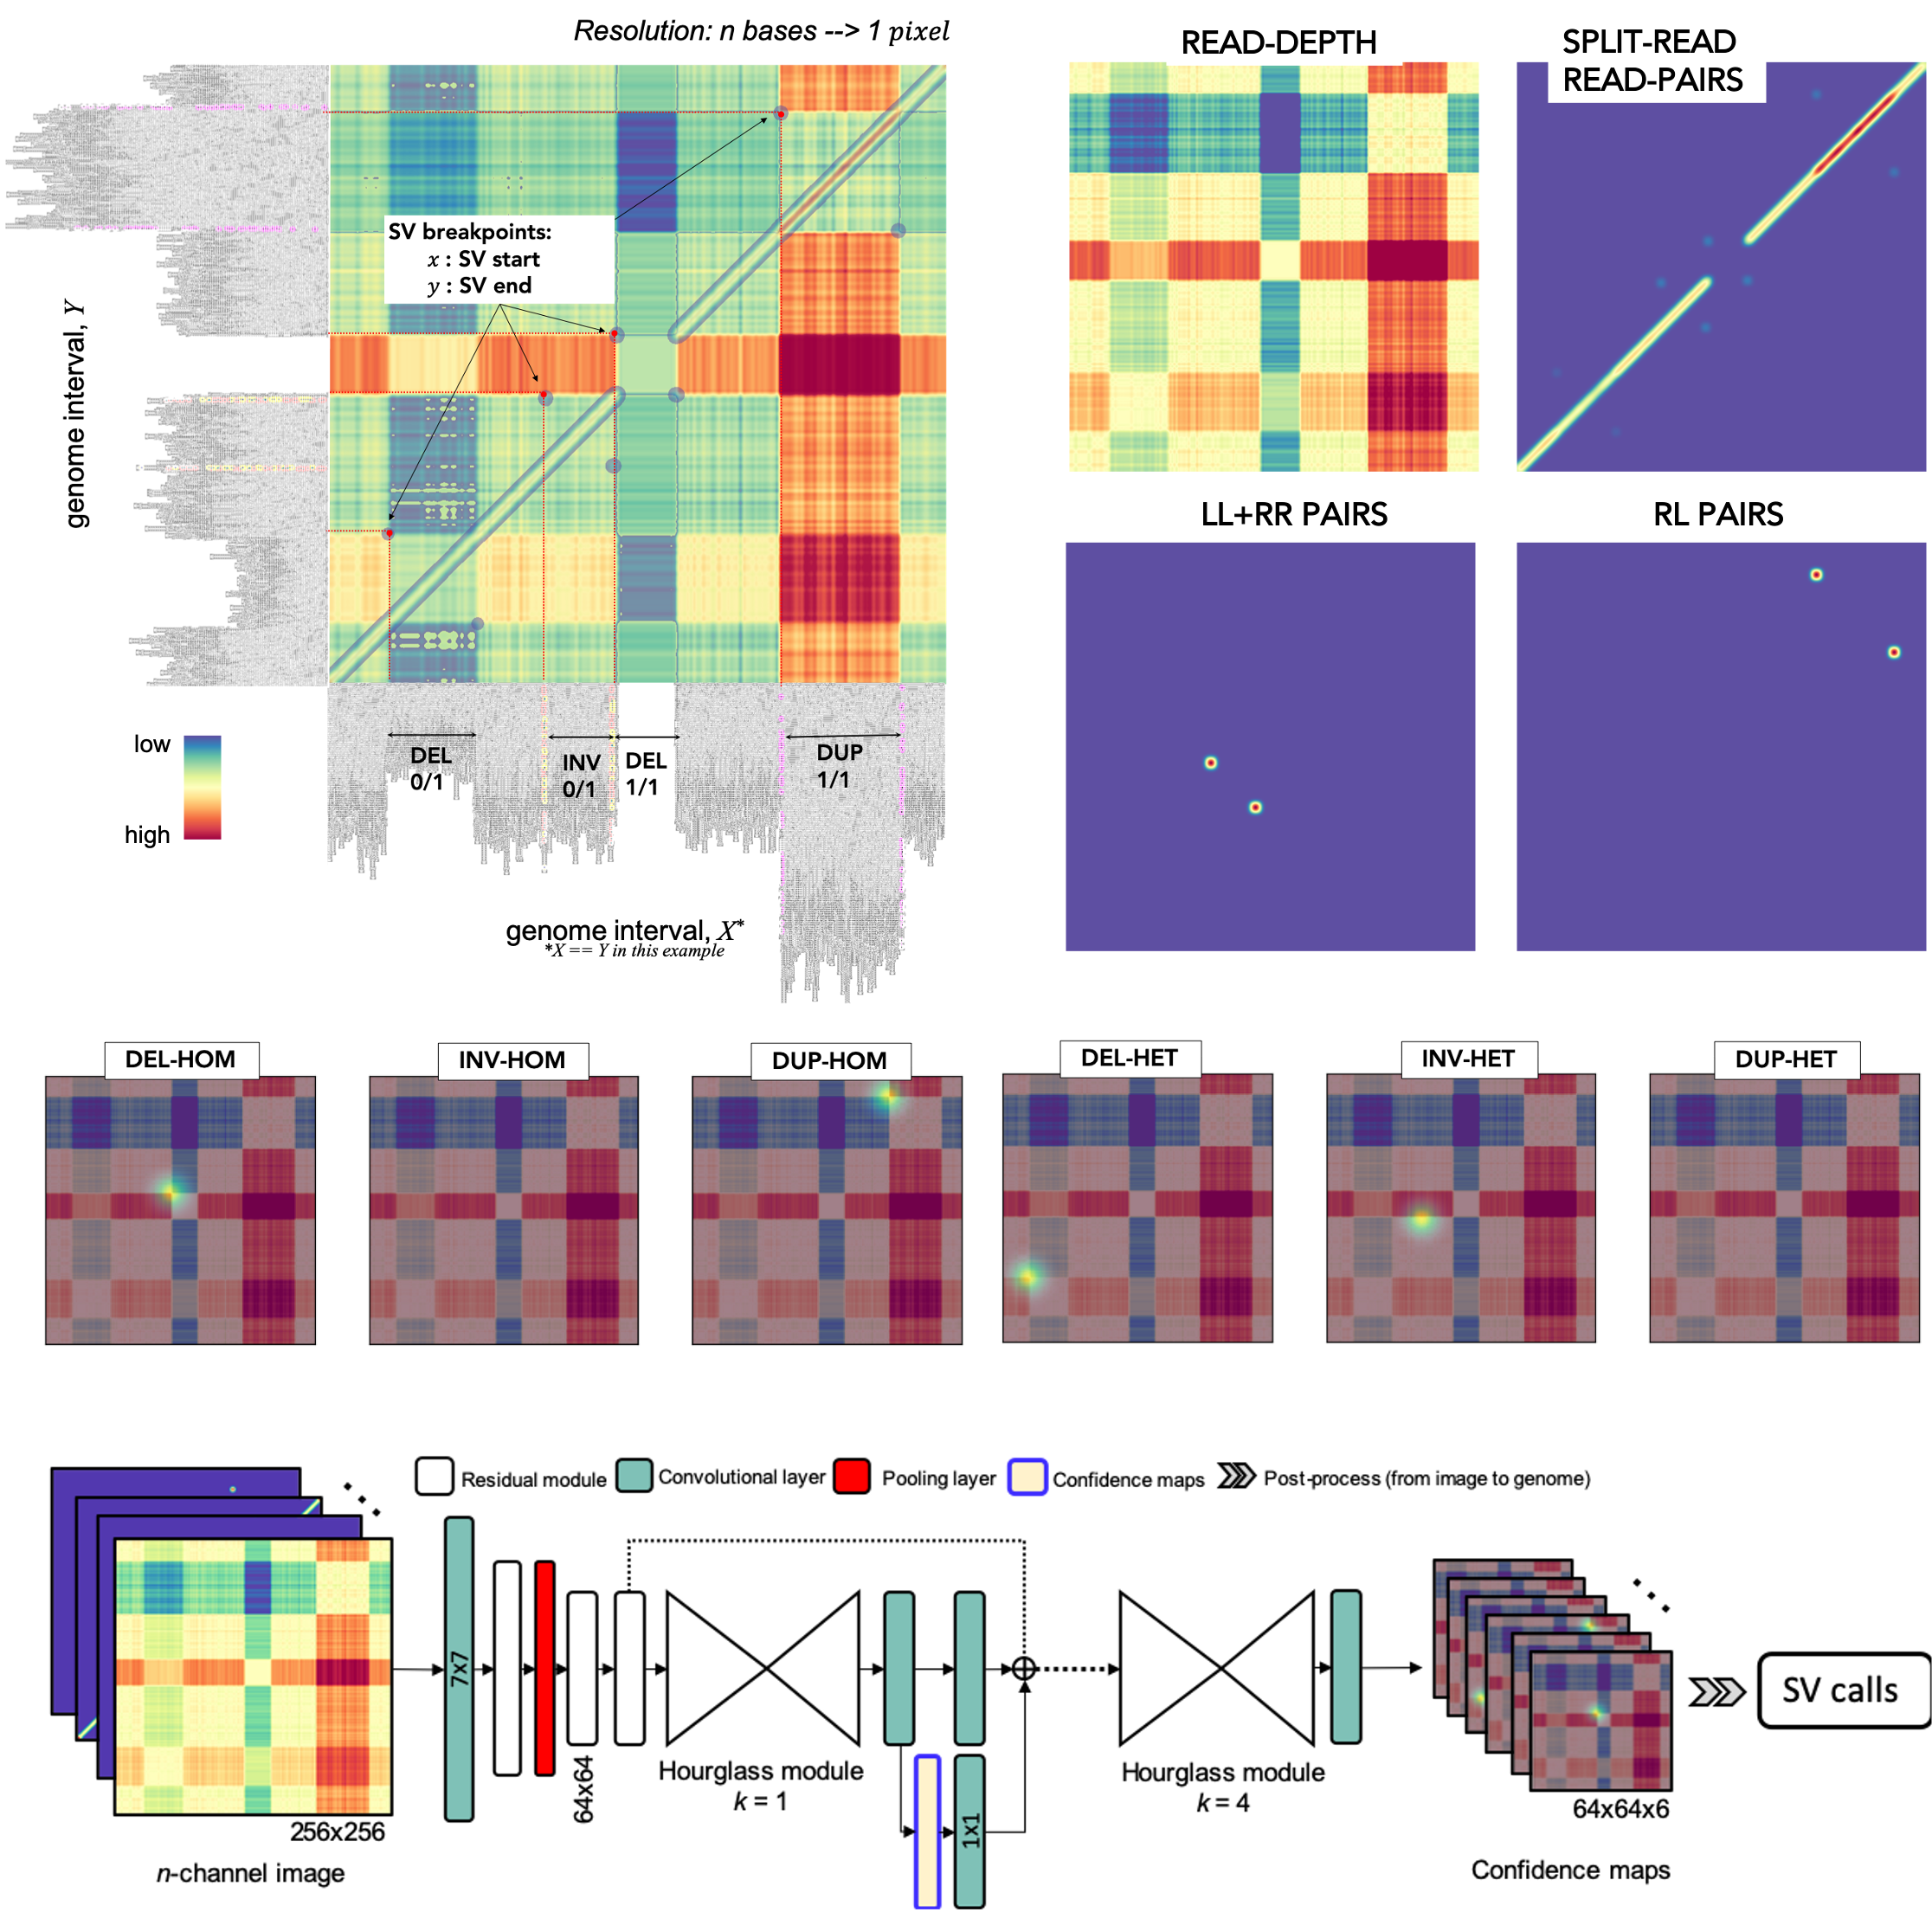 Resolution: n bases --> 1 pixel
SV breakpoints:
x : SV start
y : SV end
genome interval, Y
low
high
DEL
0/1
INV
0/1
DEL
1/1
DUP
1/1
genome interval, X*
*X == Y in this example
READ-DEPTH
SPLIT-READ
READ-PAIRS
LL+RR PAIRS
RL PAIRS
DEL-HOM
INV-HOM
DUP-HOM
DEL-HET
INV-HET
DUP-HET
Residual module
Convolutional layer
Pooling layer
Confidence maps
Post-process (from image to genome)
256x256
n-channel image
7x7
64x64
Hourglass module
k = 1
1x1
Hourglass module
k = 4
64x64x6
Confidence maps
SV calls